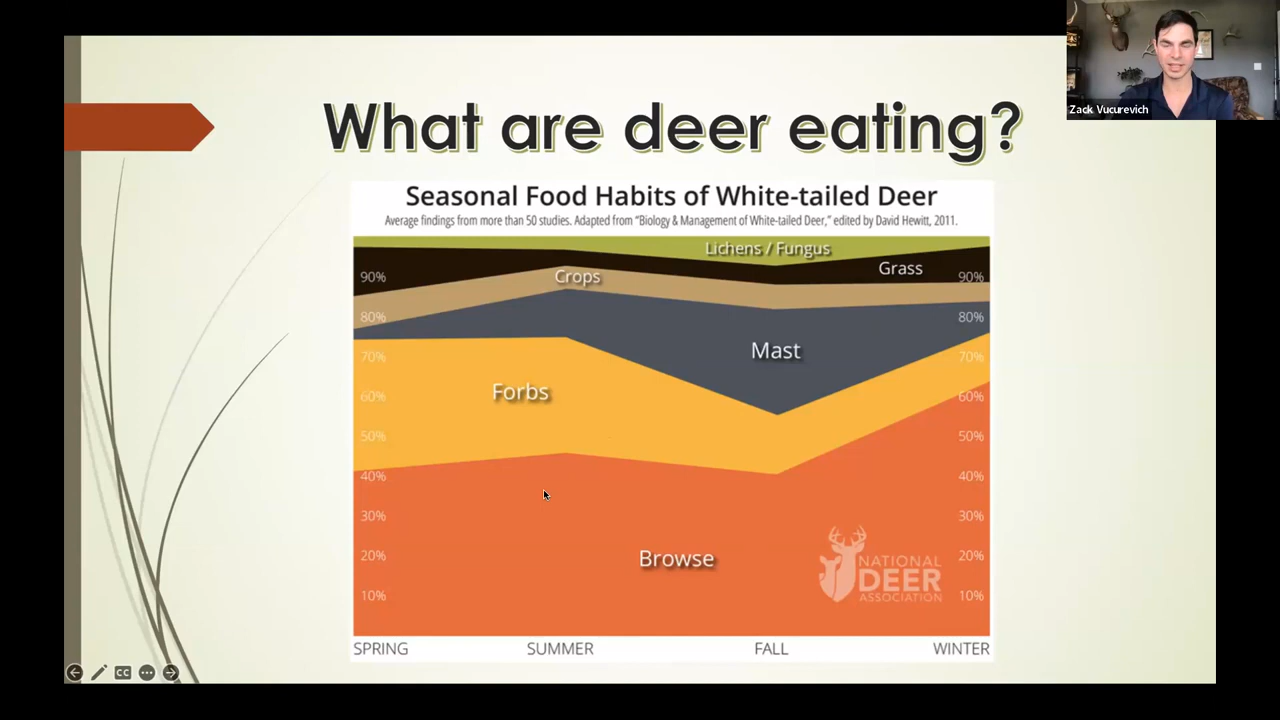 Zack Vucurevich
What are deer eating?
Seasonal Food Habits of White-tailed Deer
Average findings from more than 50 studies. Adapted from "Biology & Management of White-tailed Deer," edited by David Hewitt, 2011.
Lichens / Fungus
Grass
90%
Crops
90%
80%
80%
Mast
70%
70%
Forbs
60%
60%
50%
50%
40%
40%
30%
30%
20%
Browse
NATIONAL
DEER
ASSOCIATION
20%
10%
10%
SPRING
SUMMER
FALL
WINTER
CC